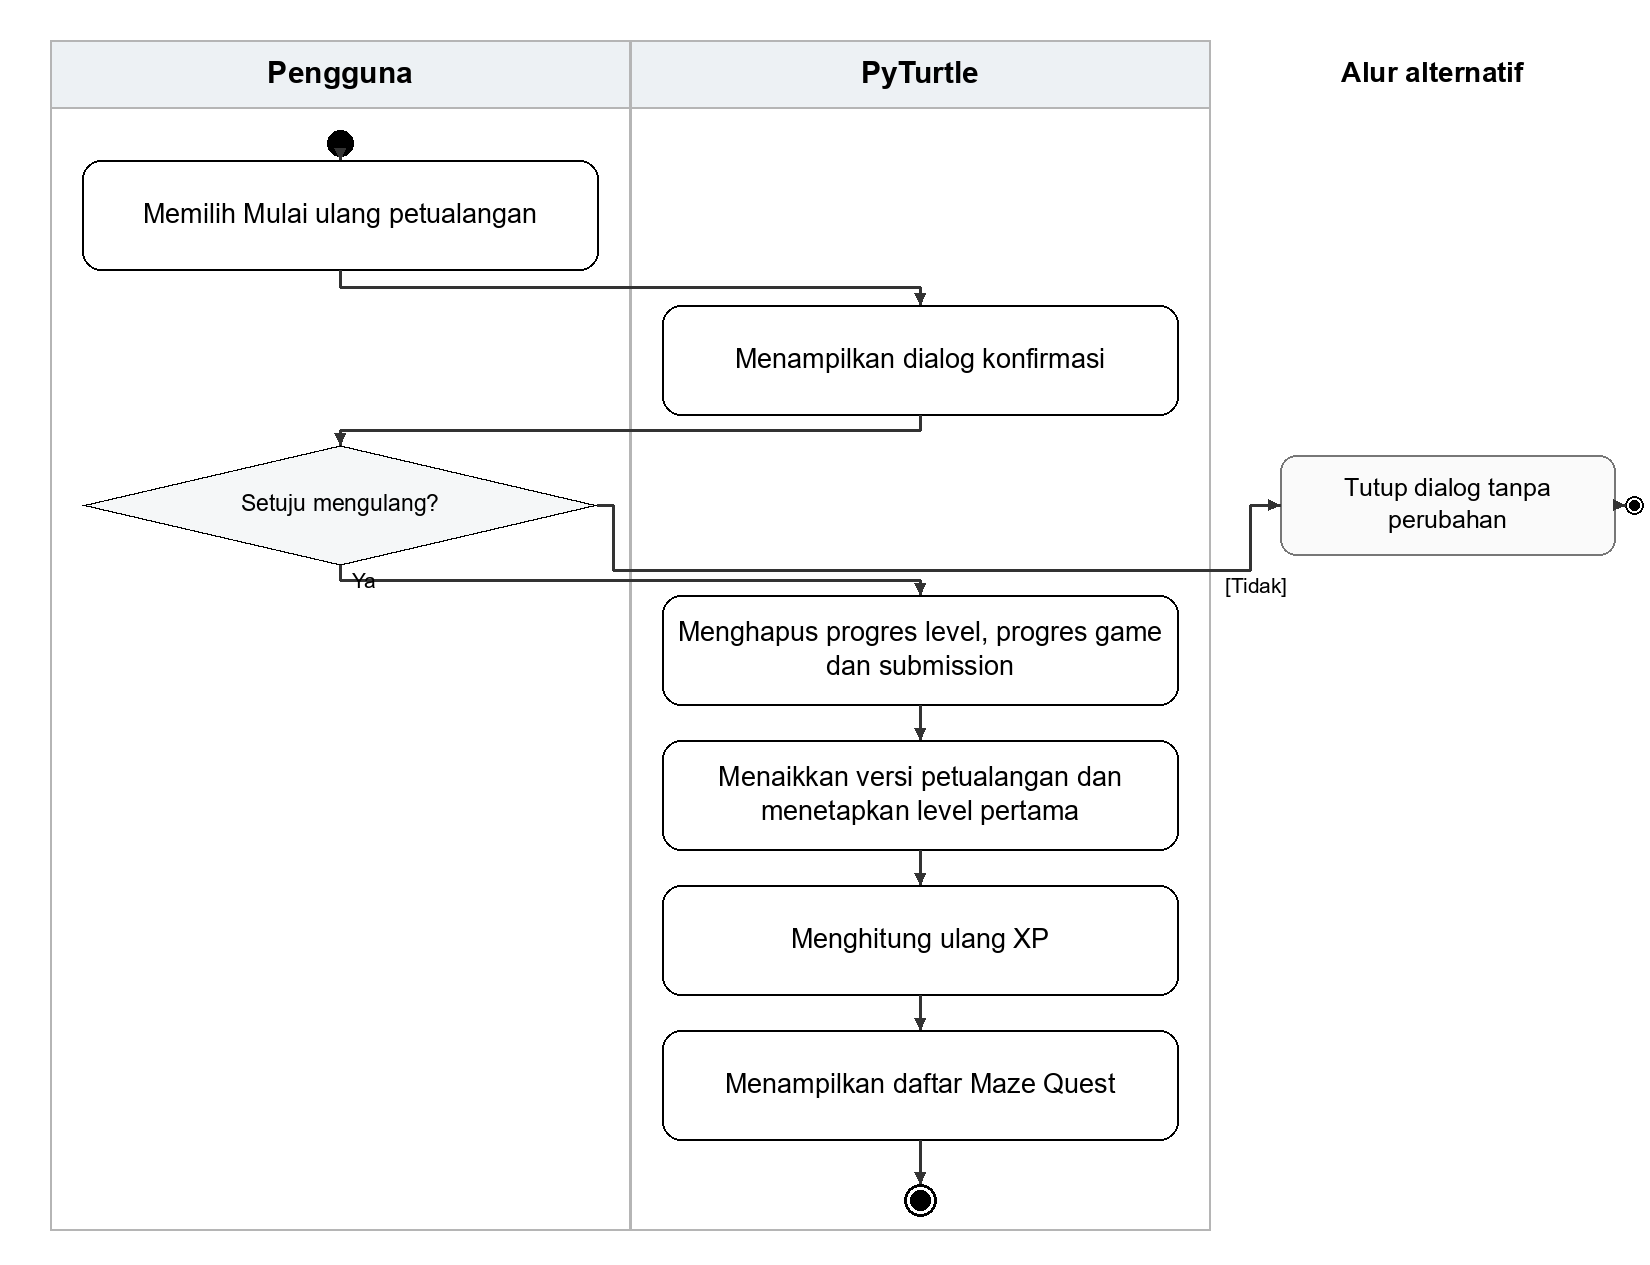 Pengguna
PyTurtle
Alur alternatif
Memilih Mulai ulang petualangan
Menampilkan dialog konfirmasi
Setuju mengulang?
Tutup dialog tanpa
perubahan
Ya
[Tidak]
Menghapus progres level, progres game
dan submission
Menaikkan versi petualangan dan
menetapkan level pertama
Menghitung ulang XP
Menampilkan daftar Maze Quest